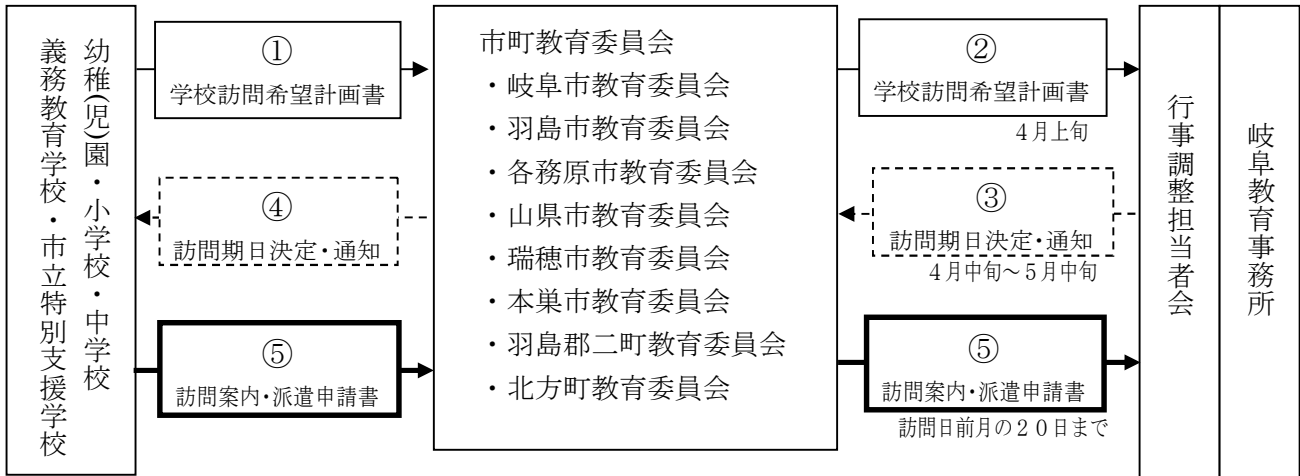 幼稚(児)園・小学校・中学校
義務教育学校・市立特別支援学校
①
学校訪問希望計画書
④
訪問期日決定・通知
⑤
訪問案内・派遣申請書
市町教育委員会
・岐阜市教育委員会
・羽島市教育委員会
・各務原市教育委員会
・山県市教育委員会
・瑞穂市教育委員会
・本巣市教育委員会
・羽島郡二町教育委員会
・北方町教育委員会
②
学校訪問希望計画書
4月上旬
③
訪問期日決定・通知
4月中旬~5月中旬
⑤
訪問案内・派遣申請書
訪問日前月の20日まで
行事調整担当者会
岐阜教育事務所